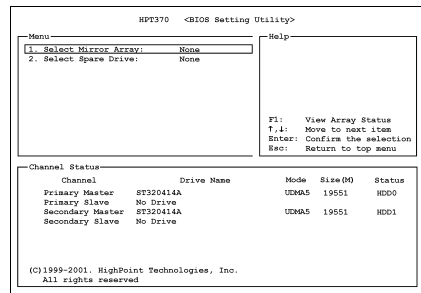 HPT370 <BIOS Setting Utility>
Menu
1. Select Mirror Array: None
2. Select Spare Drive: None
Help
F1: View Array Status
↑,↓: Move to next item
Enter: Confirm the selection
Esc: Return to top menu
Channel Status
Channel Drive Name Mode Size(M) Status
Primary Master ST320414A UDMA5 19551 HDD0
Primary Slave No Drive
Secondary Master ST320414A UDMA5 19551 HDD1
Secondary Slave No Drive
(C)1999-2001. HighPoint Technologies, Inc.
All rights reserved